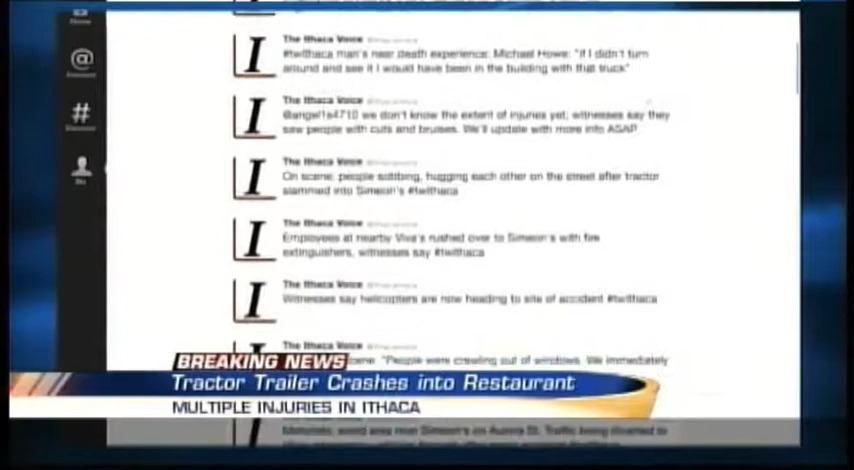 Home
The Ithaca Voice
#twithaca man's near death experience: Michael Howe: "If I didn't turn
around and see it I would have been in the building with that truck"
The Ithaca Voice
we don't know the extent of injuries yet; witnesses say they
saw people with cuts and bruises. We'll update with more info ASAP
The Ithaca Voice
On scene: people sobbing, hugging each other on the street after tractor
slammed into Simeon's #twithaca
The Ithaca Voice
Employees at nearby Viva's rushed over to Simeon's with fire
extinguishers, witnesses say #twithaca
The Ithaca Voice
Witnesses say helicopters are now heading to site of accident #twithaca
The Ithaca Voice
scene: "People were crawling out of windows. We immediately
BREAKING NEWS
Tractor Trailer Crashes into Restaurant
MULTIPLE INJURIES IN ITHACA
avoid area near Simeon's on Aurora St. Traffic being diverted
@
#
Me
I
I
I
I
I
I